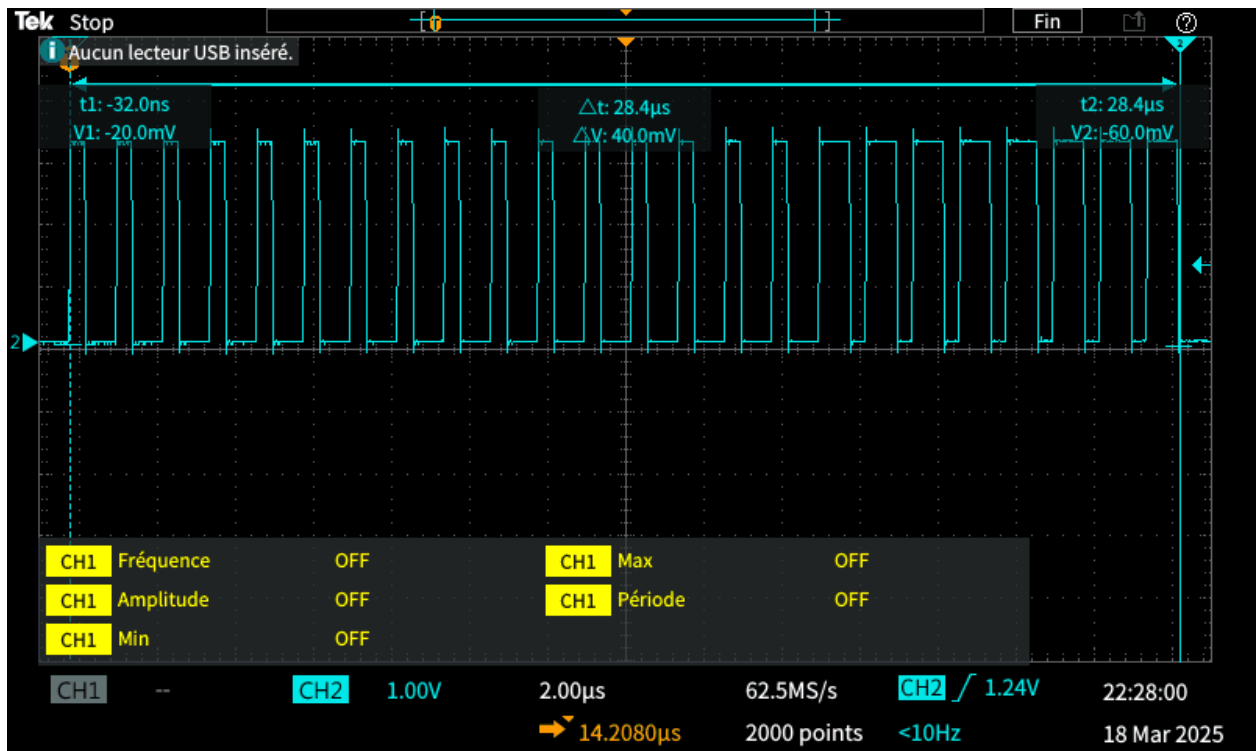 Tek Stop
T
Fin
?
i Aucun lecteur USB inséré.
2
t1: -32.0ns
V1: -20.0mV
△t: 28.4µs
△V: 40.0mV
t2: 28.4µs
V2: -60.0mV
2
CH1 Fréquence OFF
CH1 Max OFF
CH1 Amplitude OFF
CH1 Période OFF
CH1 Min OFF
CH1 -- CH2 1.00V 2.00µs 62.5MS/s CH2 1.24V 22:28:00
14.2080µs 2000 points <10Hz 18 Mar 2025